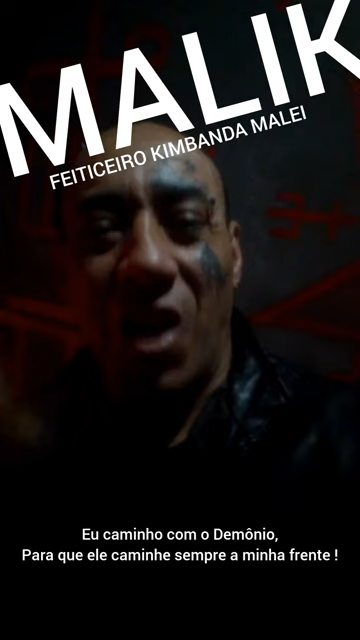 MALIK
FEITICEIRO KIMBANDA MALEI
Eu caminho com o Demônio,
Para que ele caminhe sempre a minha frente !